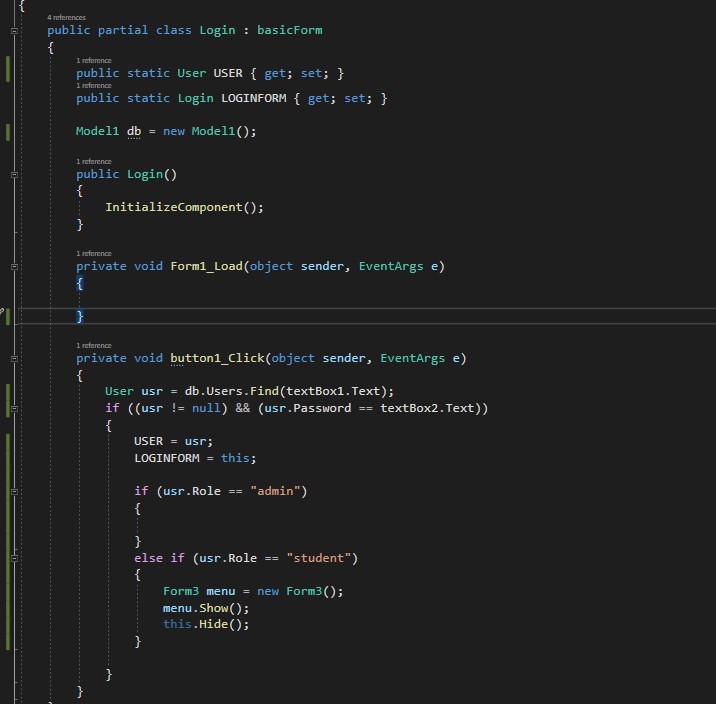 {
4 references
public partial class Login : basicForm
{
1 reference
public static User USER { get; set; }
1 reference
public static Login LOGINFORM { get; set; }
Model1 db = new Model1();
1 reference
public Login()
{
InitializeComponent();
}
1 reference
private void Form1_Load(object sender, EventArgs e)
{
}
1 reference
private void button1_Click(object sender, EventArgs e)
{
User usr = db.Users.Find(textBox1.Text);
if ((usr != null) && (usr.Password == textBox2.Text))
{
USER = usr;
LOGINFORM = this;
if (usr.Role == "admin")
{
}
else if (usr.Role == "student")
{
Form3 menu = new Form3();
menu.Show();
this.Hide();
}
}
}